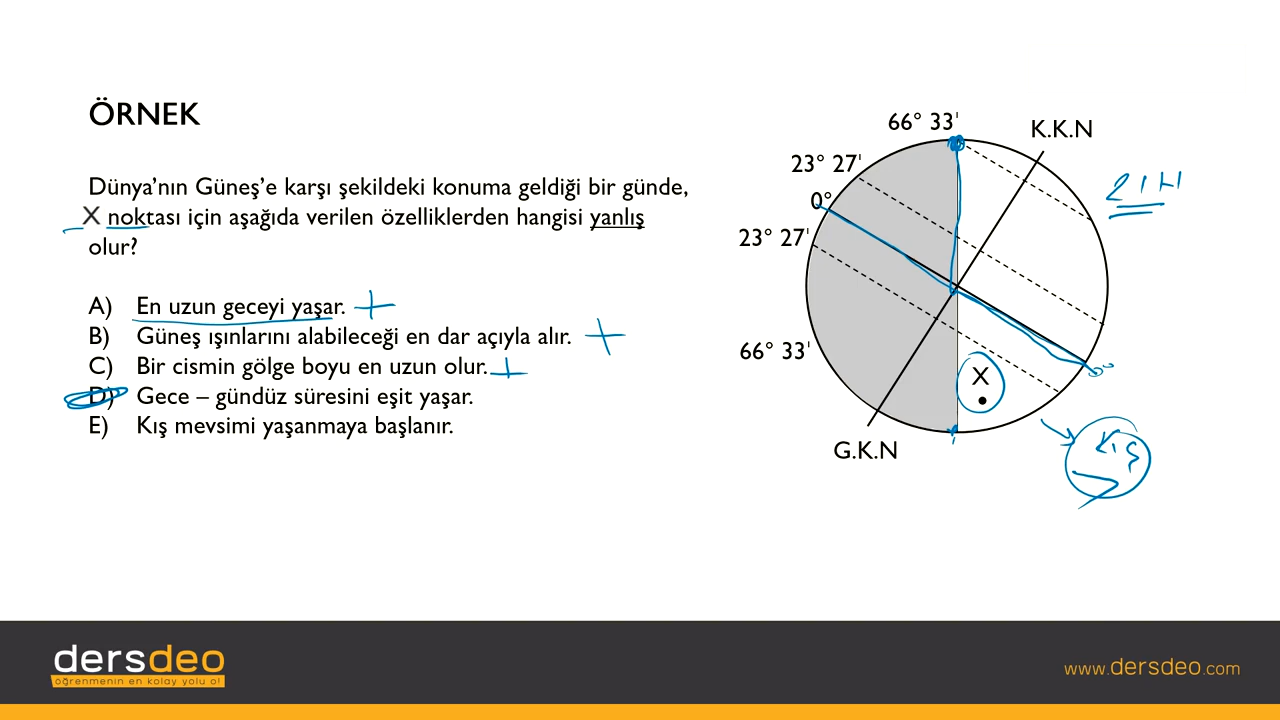 ÖRNEK
Dünya’nın Güneş’e karşı şekildeki konuma geldiği bir günde,
X noktası için aşağıda verilen özelliklerden hangisi yanlış
olur?
A) En uzun geceyi yaşar. +
B) Güneş ışınlarını alabileceği en dar açıyla alır. +
C) Bir cismin gölge boyu en uzun olur. +
D) Gece – gündüz süresini eşit yaşar.
E) Kış mevsimi yaşanmaya başlanır.
66° 33'
K.K.N
23° 27'
21 H
0°
23° 27'
66° 33'
0°
X
G.K.N
Kış
dersdeo
öğrenmenin en kolay yolu o!
www.dersdeo.com